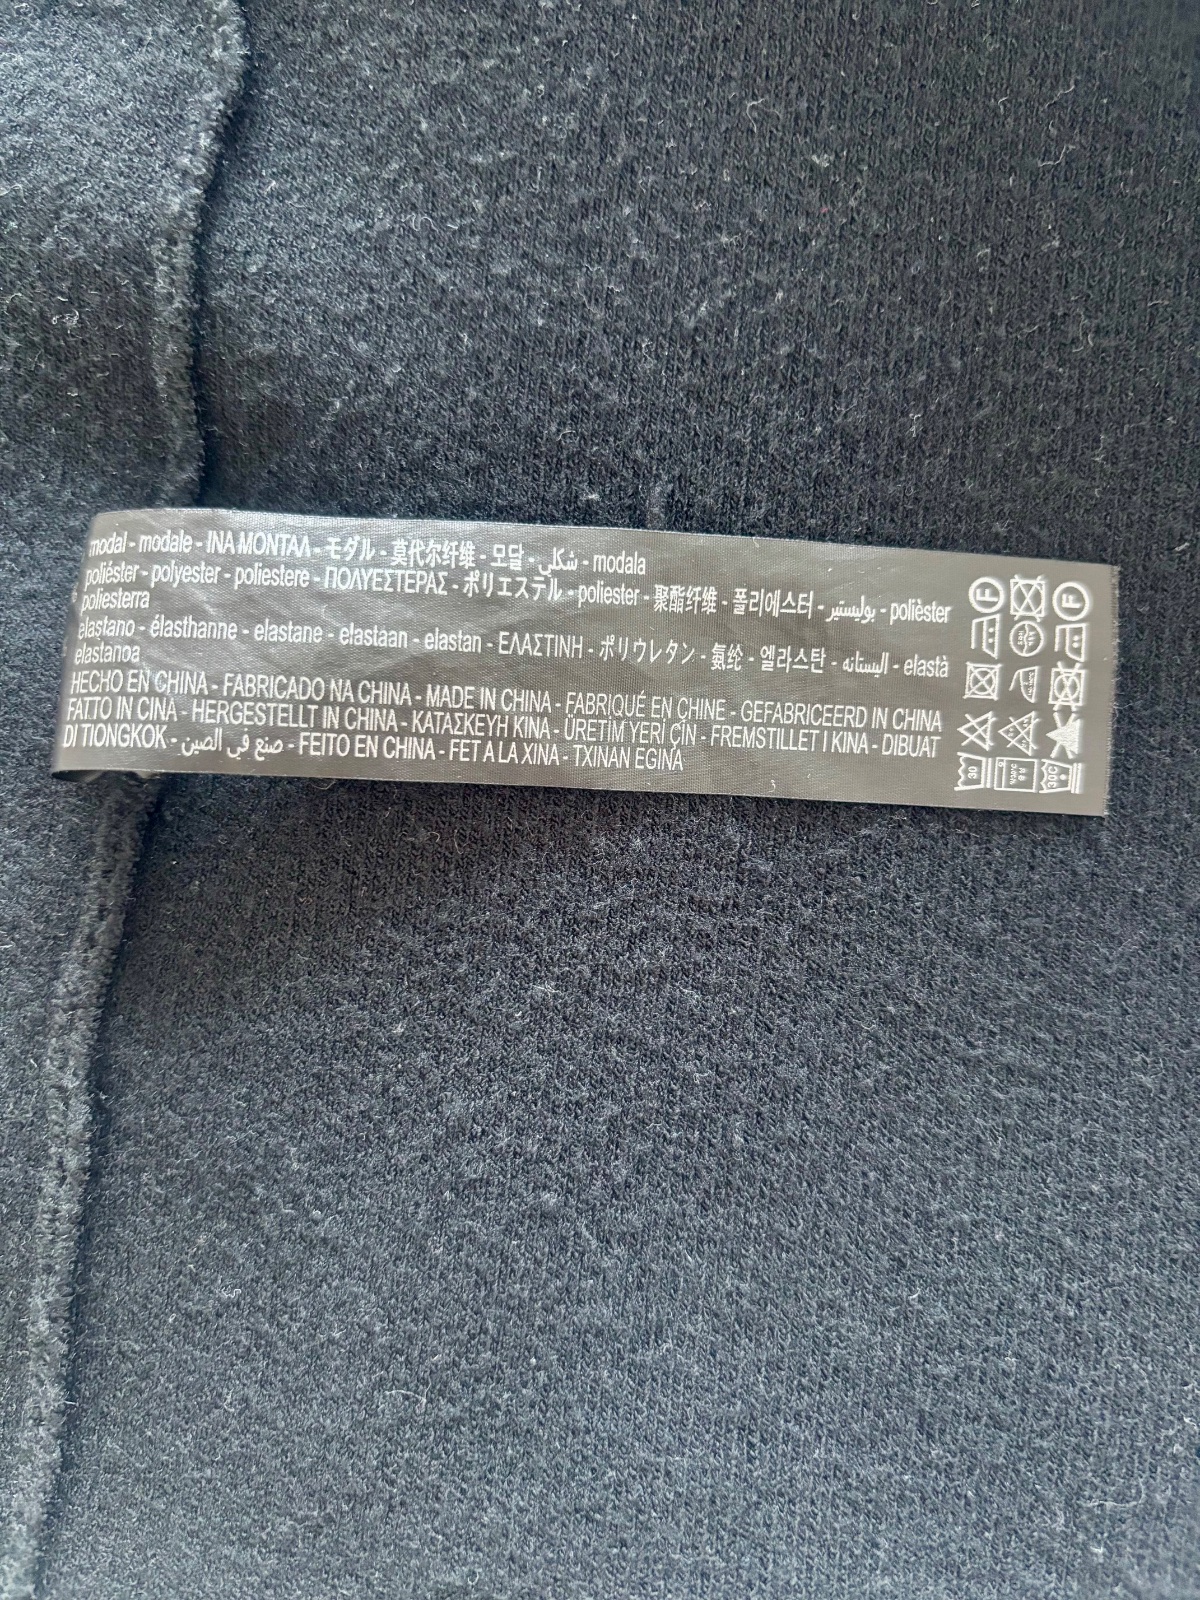 modal - modale - ΙΝΑ ΜΟΝΤΑΛ - モダル - 莫代尔纤维 - 모달 - شكلي - modala
poliéster - polyester - poliestere - ΠΟΛΥΕΣΤΕΡΑΣ - ポリエステル - poliester - 聚酯纤维 - 폴리에스터 - بوليستير - polièster
poliesterra
elastano - élasthanne - elastane - elastaan - elastan - ΕΛΑΣΤΙΝΗ - ポリウレタン - 氨纶 - 엘라스탄 - اليستانه - elastà
elastanoa
HECHO EN CHINA - FABRICADO NA CHINA - MADE IN CHINA - FABRIQUÉ EN CHINE - GEFABRICEERD IN CHINA
FATTO IN CINA - HERGESTELLT IN CHINA - ΚΑΤΑΣΚΕΥΗ ΚΙΝΑ - ÜRETİM YERİ ÇİN - FREMSTILLET I KINA - DIBUAT
DI TIONGKOK - صنع في الصين - FEITO EN CHINA - FET A LA XINA - TXINAN EGINA
F F
30 30C